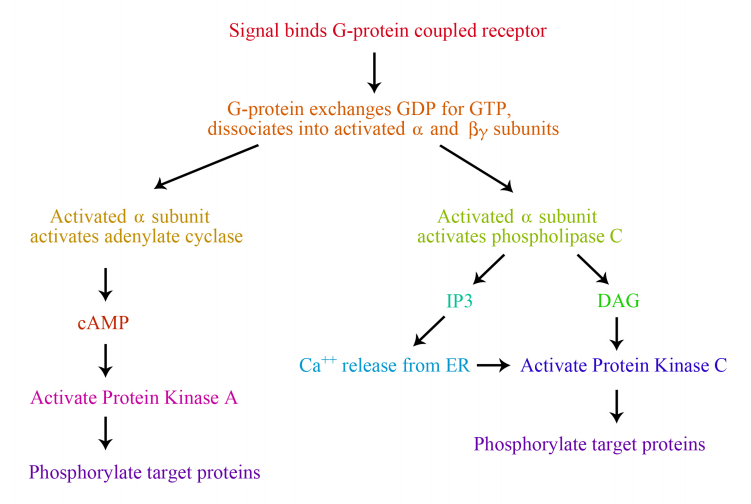 Signal binds G-protein coupled receptor
G-protein exchanges GDP for GTP,
dissociates into activated α and βγ subunits
Activated α subunit
activates adenylate cyclase
Activated α subunit
activates phospholipase C
IP3
DAG
cAMP
Ca++ release from ER
Activate Protein Kinase C
Activate Protein Kinase A
Phosphorylate target proteins
Phosphorylate target proteins